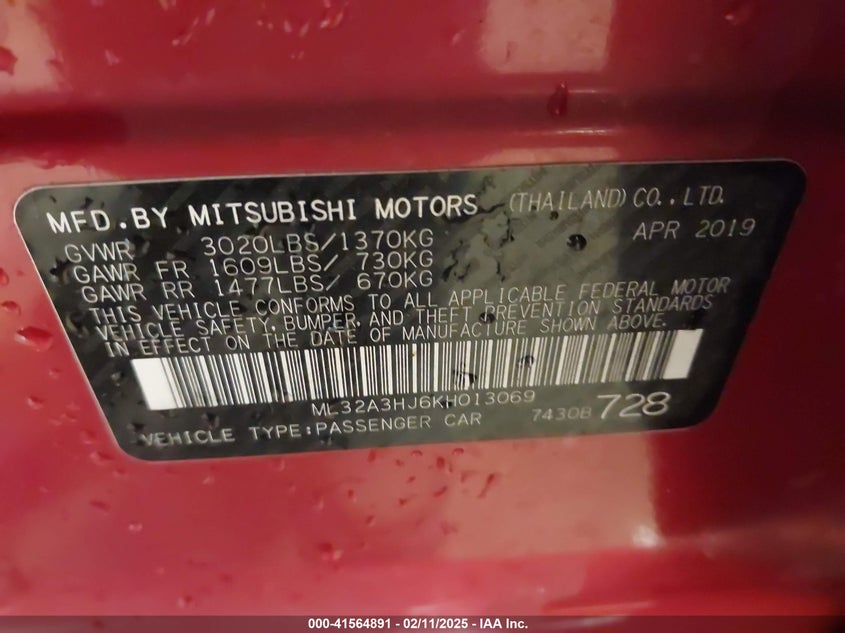 MFD.BY MITSUBISHI MOTORS (THAILAND) CO.,LTD.
GVWR 3020LBS/1370KG APR 2019
GAWR FR 1609LBS/ 730KG
GAWR RR 1477LBS/ 670KG
THIS VEHICLE CONFORMS TO ALL APPLICABLE FEDERAL MOTOR
VEHICLE SAFETY, BUMPER, AND THEFT PREVENTION STANDARDS
IN EFFECT ON THE DATE OF MANUFACTURE SHOWN ABOVE.
ML32A3HJ6KH013069
VEHICLE TYPE:PASSENGER CAR 7430B 728
000-41564891 - 02/11/2025 - IAA Inc.